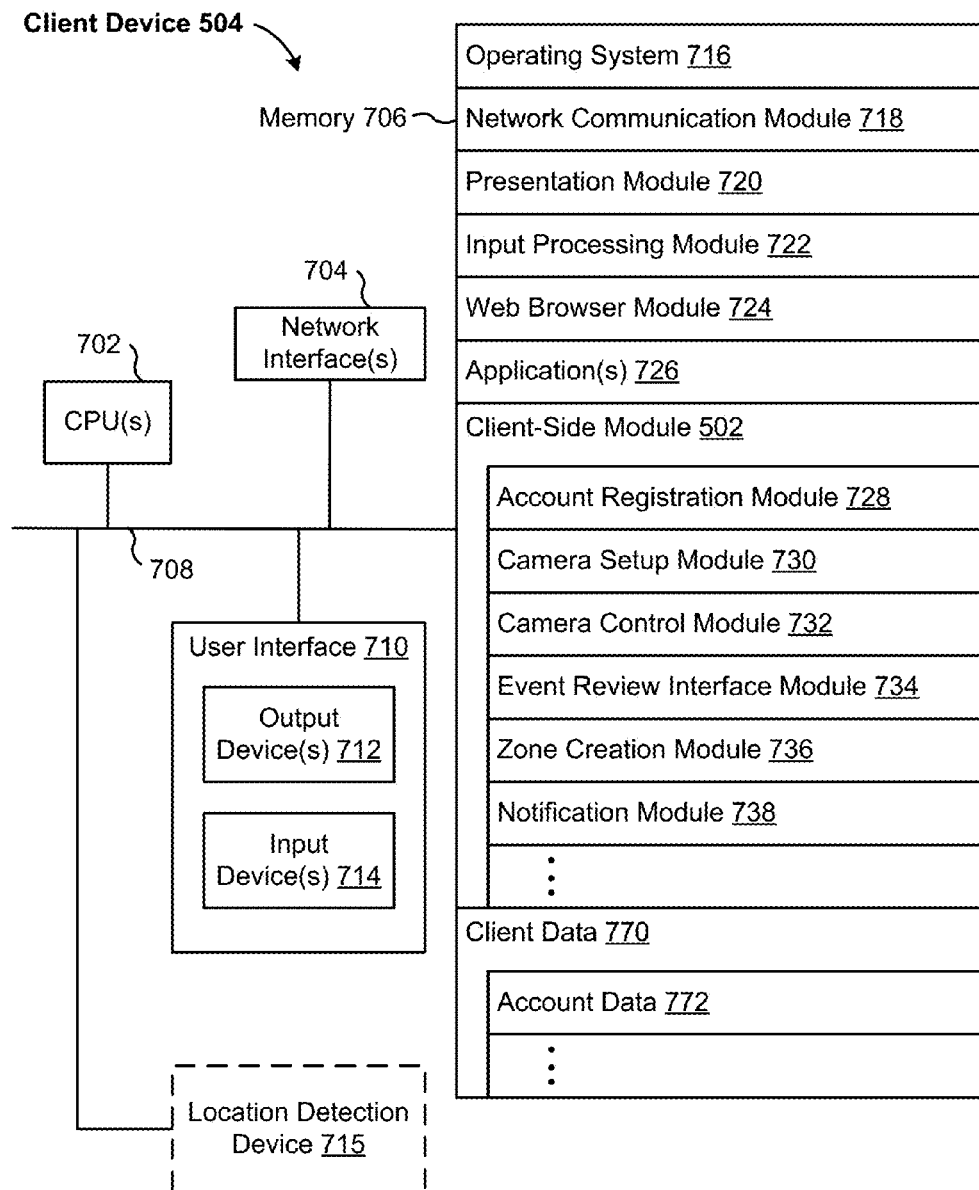 Client Device 504
Memory 706
Operating System 716
Network Communication Module 718
Presentation Module 720
Input Processing Module 722
Web Browser Module 724
Application(s) 726
Client-Side Module 502
Account Registration Module 728
Camera Setup Module 730
Camera Control Module 732
Event Review Interface Module 734
Zone Creation Module 736
Notification Module 738
Client Data 770
Account Data 772
704
Network
Interface(s)
702
CPU(s)
708
User Interface 710
Output
Device(s) 712
Input
Device(s) 714
Location Detection
Device 715